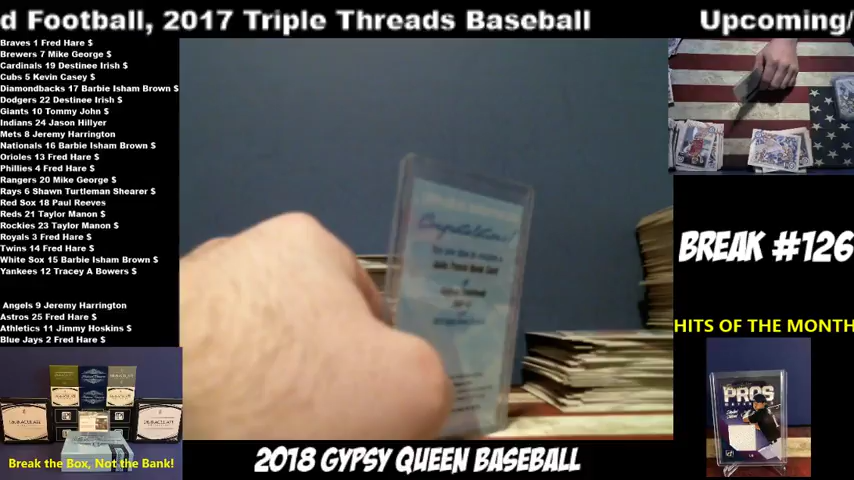 d Football, 2017 Triple Threads Baseball
Upcoming/
Braves 1 Fred Hare $
Brewers 7 Mike George $
Cardinals 19 Destinee Irish $
Cubs 5 Kevin Casey $
Diamondbacks 17 Barbie Isham Brown $
Dodgers 22 Destinee Irish $
Giants 10 Tommy John $
Indians 24 Jason Hillyer
Mets 8 Jeremy Harrington
Nationals 16 Barbie Isham Brown $
Orioles 13 Fred Hare $
Phillies 4 Fred Hare $
Rangers 20 Mike George $
Rays 6 Shawn Turtleman Shearer $
Red Sox 18 Paul Reeves
Reds 21 Taylor Manon $
Rockies 23 Taylor Manon $
Royals 3 Fred Hare $
Twins 14 Fred Hare $
White Sox 15 Barbie Isham Brown $
Yankees 12 Tracey A Bowers $
Angels 9 Jeremy Harrington
Astros 25 Fred Hare $
Athletics 11 Jimmy Hoskins $
Blue Jays 2 Fred Hare $
Congratulations!
BREAK #126
HITS OF THE MONTH
PROS
Break the Box, Not the Bank!
2018 GYPSY QUEEN BASEBALL